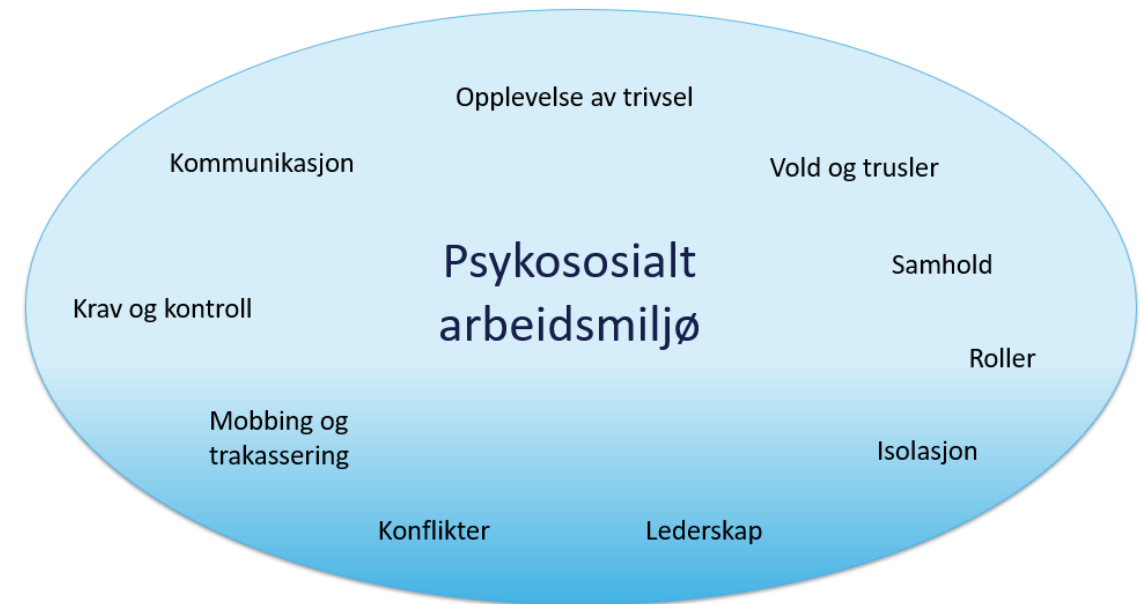 Opplevelse av trivsel
Kommunikasjon
Vold og trusler
Psykososialt
arbeidsmiljø
Samhold
Krav og kontroll
Roller
Mobbing og
trakassering
Isolasjon
Konflikter
Lederskap